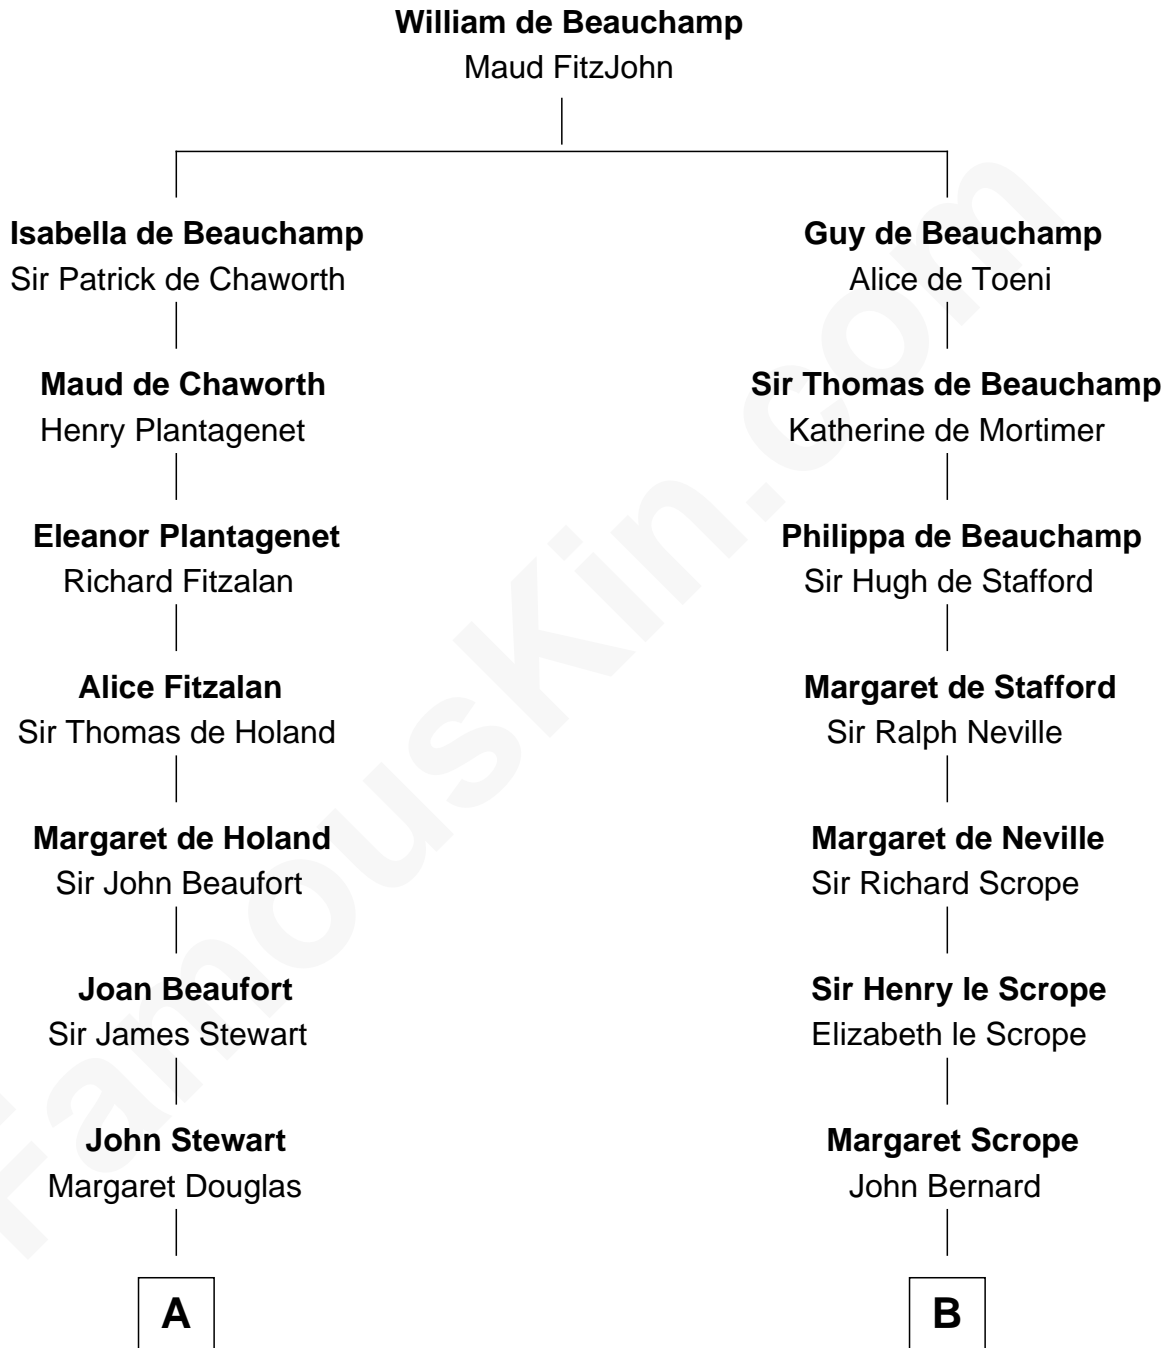 William de Beauchamp
Maud FitzJohn
Isabella de Beauchamp
Sir Patrick de Chaworth
Guy de Beauchamp
Alice de Toeni
Maud de Chaworth
Henry Plantagenet
Sir Thomas de Beauchamp
Katherine de Mortimer
Eleanor Plantagenet
Richard Fitzalan
Philippa de Beauchamp
Sir Hugh de Stafford
Alice Fitzalan
Sir Thomas de Holand
Margaret de Stafford
Sir Ralph Neville
Margaret de Holand
Sir John Beaufort
Margaret de Neville
Sir Richard Scrope
Joan Beaufort
Sir James Stewart
Sir Henry le Scrope
Elizabeth le Scrope
John Stewart
Margaret Douglas
Margaret Scrope
John Bernard
A
B
FamousKin.com